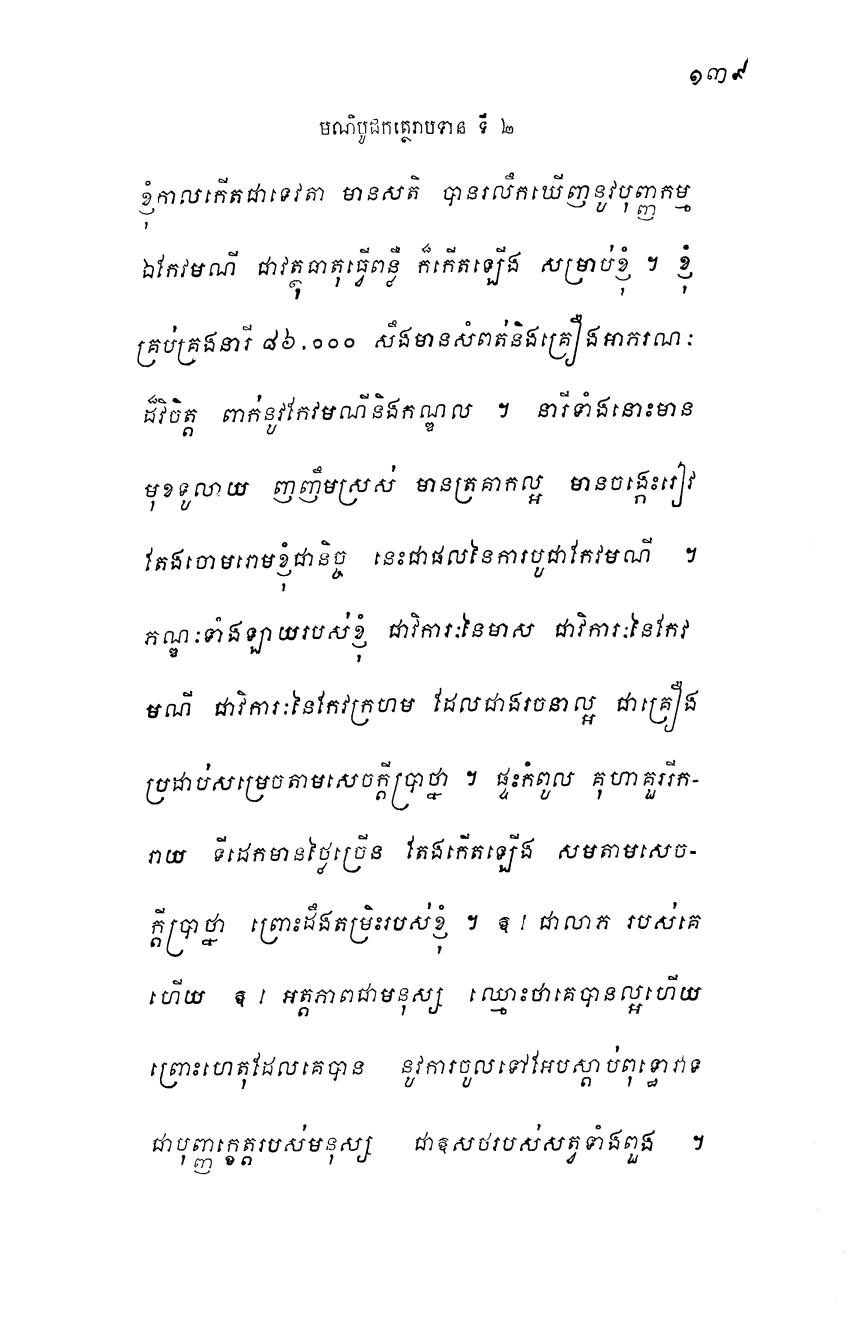 ១៣៩
មណិបូជកត្ថេរាបទាន ទី ២
ខ្ញុំកាលកើតជាទេវតា មានសតិ បានរលឹកឃើញនូវបុញ្ញកម្ម
ឯកែវមណី ជាវត្ថុធាតុធ្វើពន្លឺ ក៏កើតឡើង សម្រាប់ខ្ញុំ ។ ខ្ញុំ
គ្រប់គ្រងនារី ៨៦.០០០ សឹងមានសំពត់និងគ្រឿងអាភរណៈ
ដ៏វិចិត្ត ពាក់នូវកែវមណីនិងកណ្ឌល ។ នារីទាំងនោះមាន
មុខទូលាយ ញញឹមស្រស់ មានត្រគាកល្អ មានចង្កេះរៀវ
តែងចោមរោមខ្ញុំជានិច្ច នេះជាផលនៃការបូជាកែវមណី ។
ភណ្ឌៈទាំងឡាយរបស់ខ្ញុំ ជាវិការៈនៃមាស ជាវិការៈនៃកែវ
មណី ជាវិការៈនៃកែវក្រហម ដែលជាងរចនាល្អ ជាគ្រឿង
ប្រដាប់សម្រេចតាមសេចក្តីប្រាថ្នា ។ ផ្ទះកំពូល គុហាគួររីក-
រាយ ទីដេកមានថ្លៃច្រើន តែងកើតឡើង សមតាមសេច-
ក្តីប្រាថ្នា ព្រោះដឹងតម្រិះរបស់ខ្ញុំ ។ ឱ ! ជាលាភ របស់គេ
ហើយ ឱ ! អត្តភាពជាមនុស្ស ឈ្មោះថាគេបានល្អហើយ
ព្រោះហេតុដែលគេបាន នូវការចូលទៅអែបស្តាប់ពុទ្ធោវាទ
ជាបុញ្ញក្ខេត្តរបស់មនុស្ស ជាឱសថរបស់សត្វទាំងពួង ។